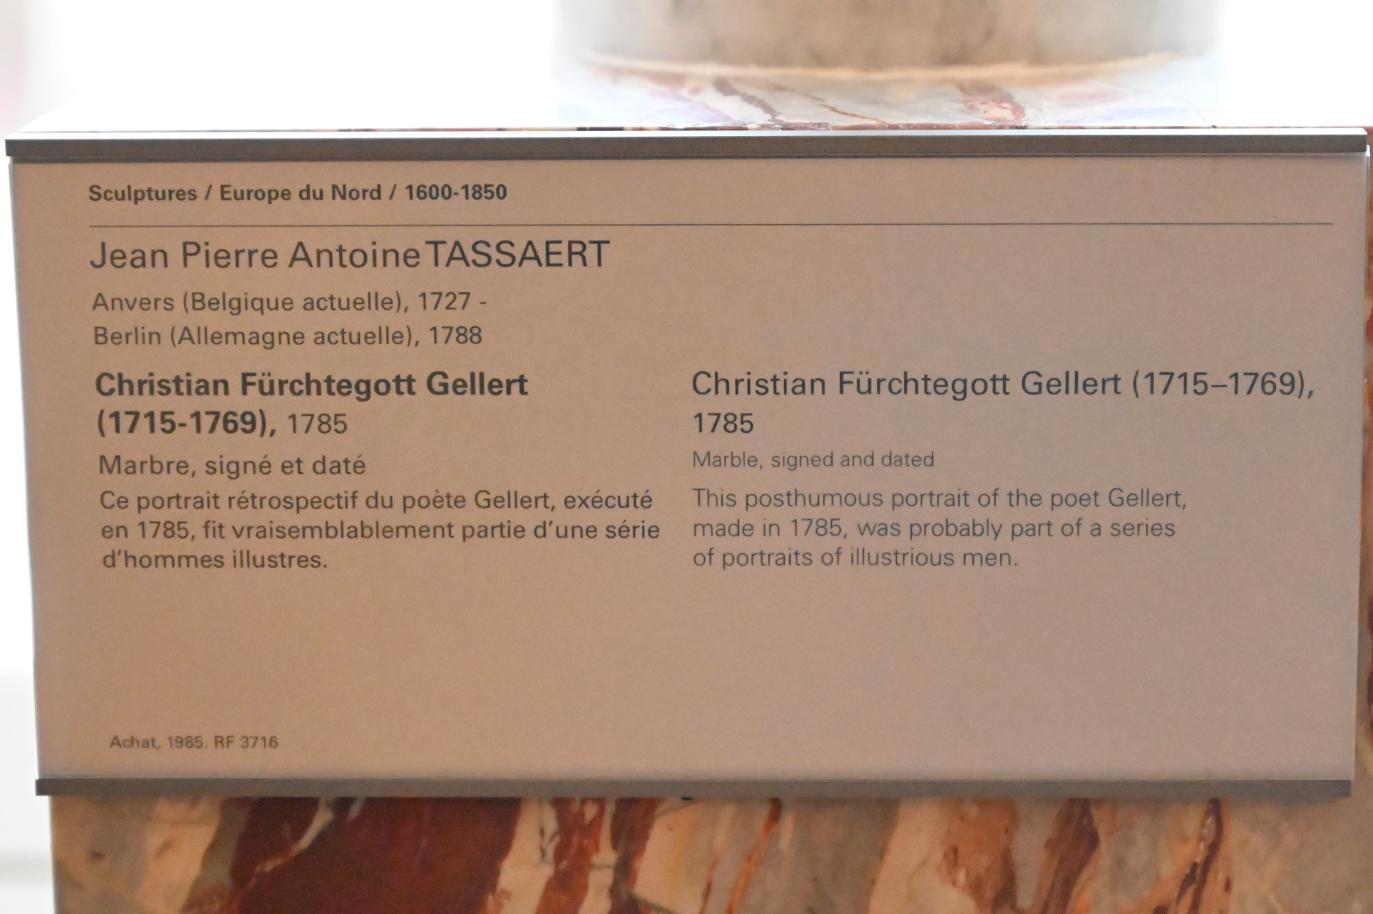 Sculptures / Europe du Nord / 1600-1850
Jean Pierre Antoine TASSAERT
Anvers (Belgique actuelle), 1727 -
Berlin (Allemagne actuelle), 1788
Christian Fürchtegott Gellert
(1715-1769), 1785
Marbre, signé et daté
Ce portrait rétrospectif du poète Gellert, exécuté
en 1785, fit vraisemblablement partie d'une série
d'hommes illustres.
Christian Fürchtegott Gellert (1715–1769),
1785
Marble, signed and dated
This posthumous portrait of the poet Gellert,
made in 1785, was probably part of a series
of portraits of illustrious men.
Achat, 1985. RF 3716